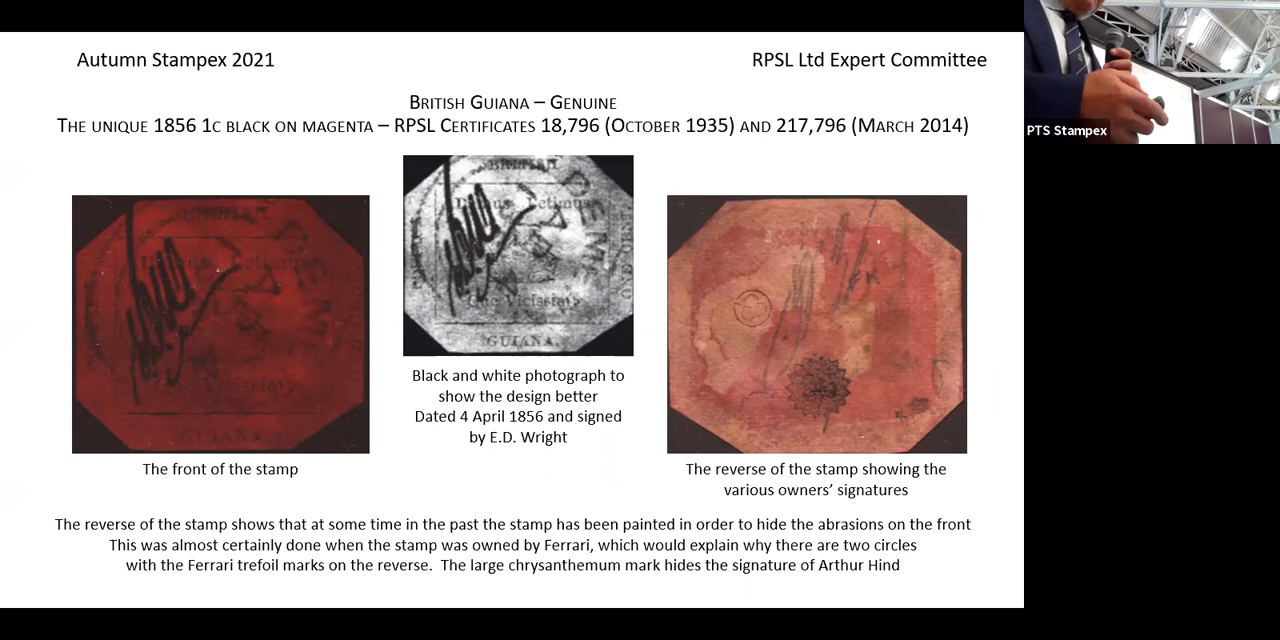 Autumn Stampex 2021
RPSL Ltd Expert Committee
British Guiana – Genuine
The unique 1856 1c black on magenta – RPSL Certificates 18,796 (October 1935) and 217,796 (March 2014)
PTS Stampex
BRITISH
Damus Petimus
Que Vicissim
GUIANA.
Black and white photograph to
show the design better
Dated 4 April 1856 and signed
by E.D. Wright
The front of the stamp
The reverse of the stamp showing the
various owners’ signatures
The reverse of the stamp shows that at some time in the past the stamp has been painted in order to hide the abrasions on the front
This was almost certainly done when the stamp was owned by Ferrari, which would explain why there are two circles
with the Ferrari trefoil marks on the reverse.  The large chrysanthemum mark hides the signature of Arthur Hind